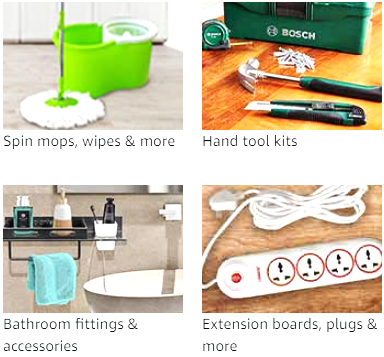 BOSCH
Spin mops, wipes & more
Hand tool kits
Bathroom fittings &
accessories
Extension boards, plugs &
more